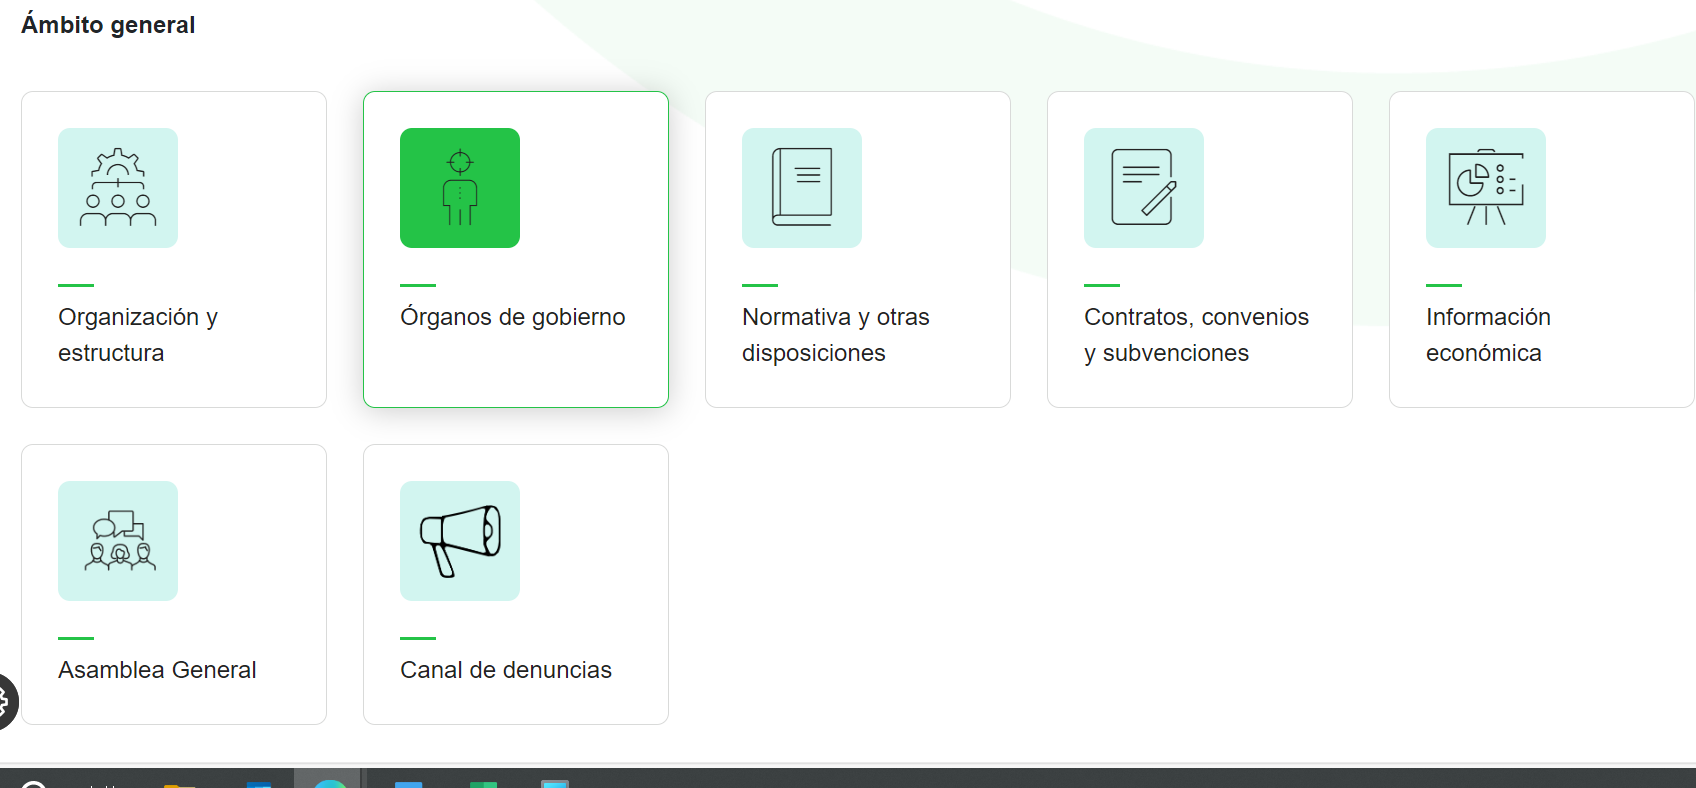 Ámbito general
Organización y
estructura
Órganos de gobierno
Normativa y otras
disposiciones
Contratos, convenios
y subvenciones
Información
económica
Asamblea General
Canal de denuncias